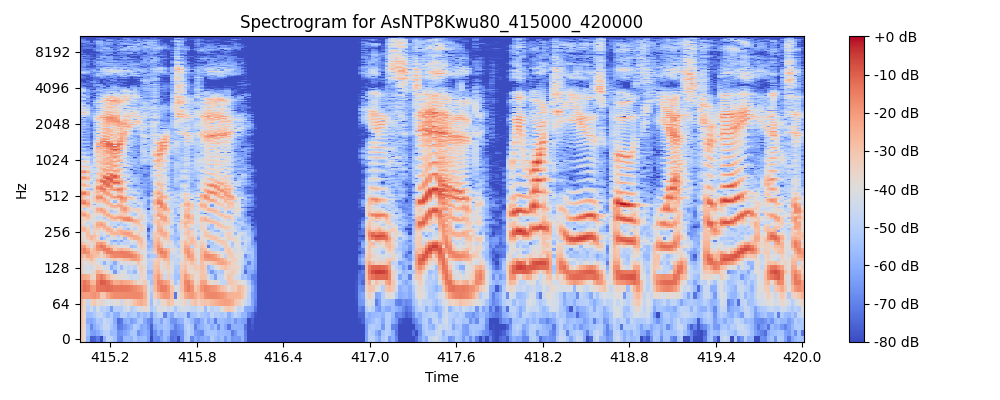 Spectrogram for AsNTP8Kwu80_415000_420000
Hz
8192
4096
2048
1024
512
256
128
64
0
415.2 415.8 416.4 417.0 417.6 418.2 418.8 419.4 420.0
Time
+0 dB
-10 dB
-20 dB
-30 dB
-40 dB
-50 dB
-60 dB
-70 dB
-80 dB